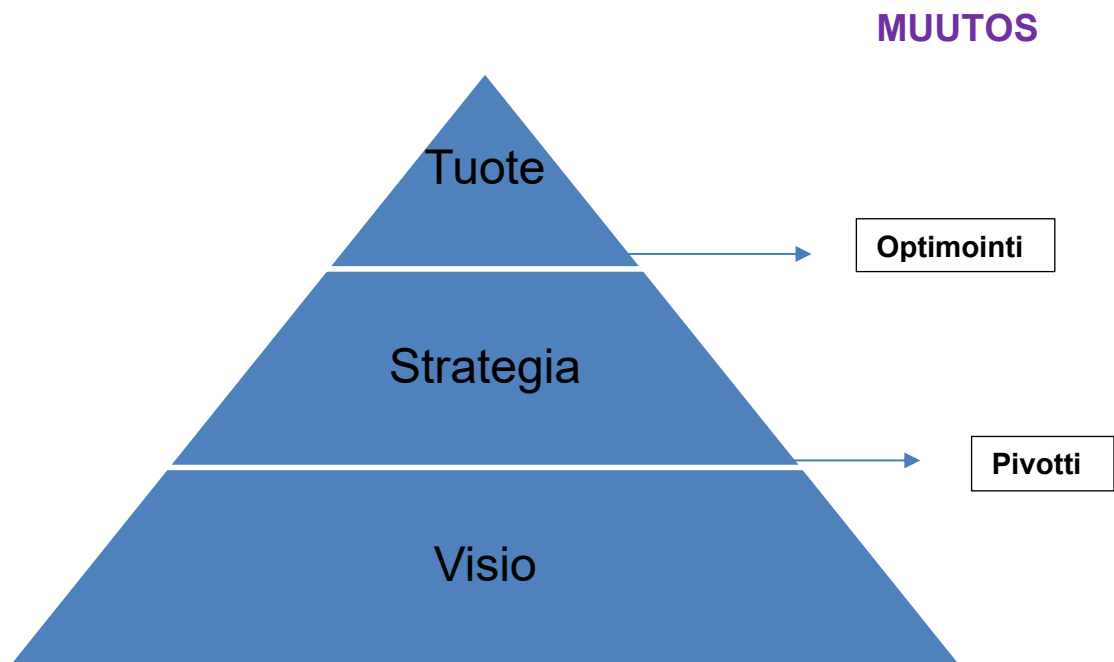 MUUTOS
Tuote
Optimointi
Strategia
Pivotti
Visio